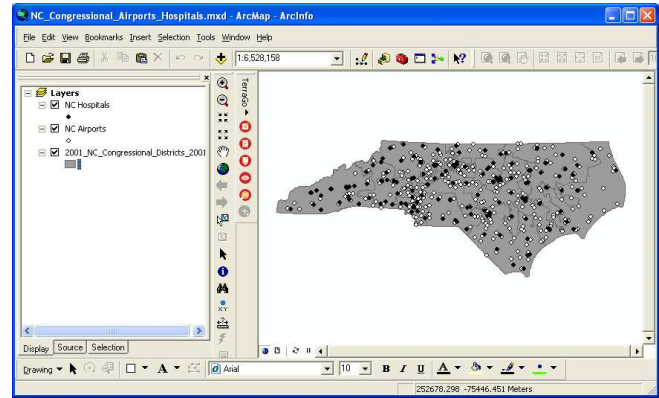 NC_Congressional_Airports_Hospitals.mxd - ArcMap - ArcInfo
File Edit View Bookmarks Insert Selection Tools Window Help
1:6,528,158
Layers
NC Hospitals
NC Airports
2001_NC_Congressional_Districts_2001
TerraGo
XY
Display Source Selection
Drawing A Arial 10 B I U A
252678.298 -75446.451 Meters